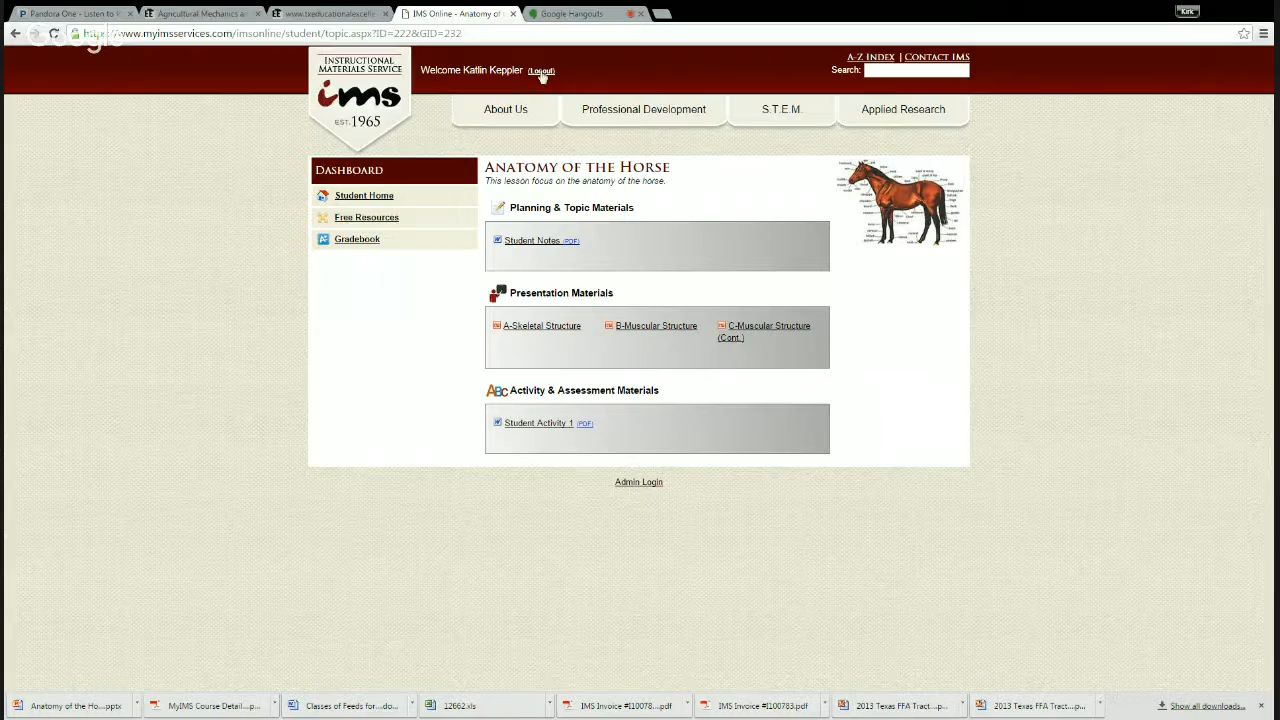 Pandora One - Listen to
Agricultural Mechanics an
www.txeducationalexcelle
IMS Online - Anatomy of
Google Hangouts
Kirk
Google
https://www.myimsservices.com/imsonline/student/topic.aspx?ID=222&GID=232
INSTRUCTIONAL
MATERIALS SERVICE
ims
EST. 1965
Welcome Katlin Keppler (Logout)
A-Z INDEX | CONTACT IMS
Search:
About Us
Professional Development
S.T.E.M.
Applied Research
DASHBOARD
Student Home
Free Resources
Gradebook
ANATOMY OF THE HORSE
This lesson focus on the anatomy of the horse.
Planning & Topic Materials
Student Notes (PDF)
Presentation Materials
A-Skeletal Structure
B-Muscular Structure
C-Muscular Structure
(Cont.)
ABC Activity & Assessment Materials
Student Activity 1 (PDF)
Admin Login
Anatomy of the Ho....pptx
MyIMS Course Detail....p...
Classes of Feeds for....do...
12662.xls
IMS Invoice #I10078...pdf
IMS Invoice #I100783.pdf
2013 Texas FFA Tract....p...
2013 Texas FFA Tract....p...
Show all downloads...